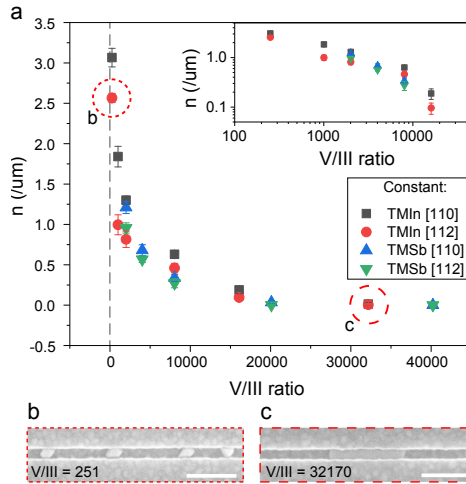 a
n (/um)
3.5
3.0
2.5
2.0
1.5
1.0
0.5
0.0
-0.5
b
c
0
10000
20000
30000
40000
V/III ratio
n (/um)
1.0
0.1
100
1000
10000
V/III ratio
Constant:
TMIn [110]
TMIn [112]
TMSb [110]
TMSb [112]
b
V/III = 251
c
V/III = 32170